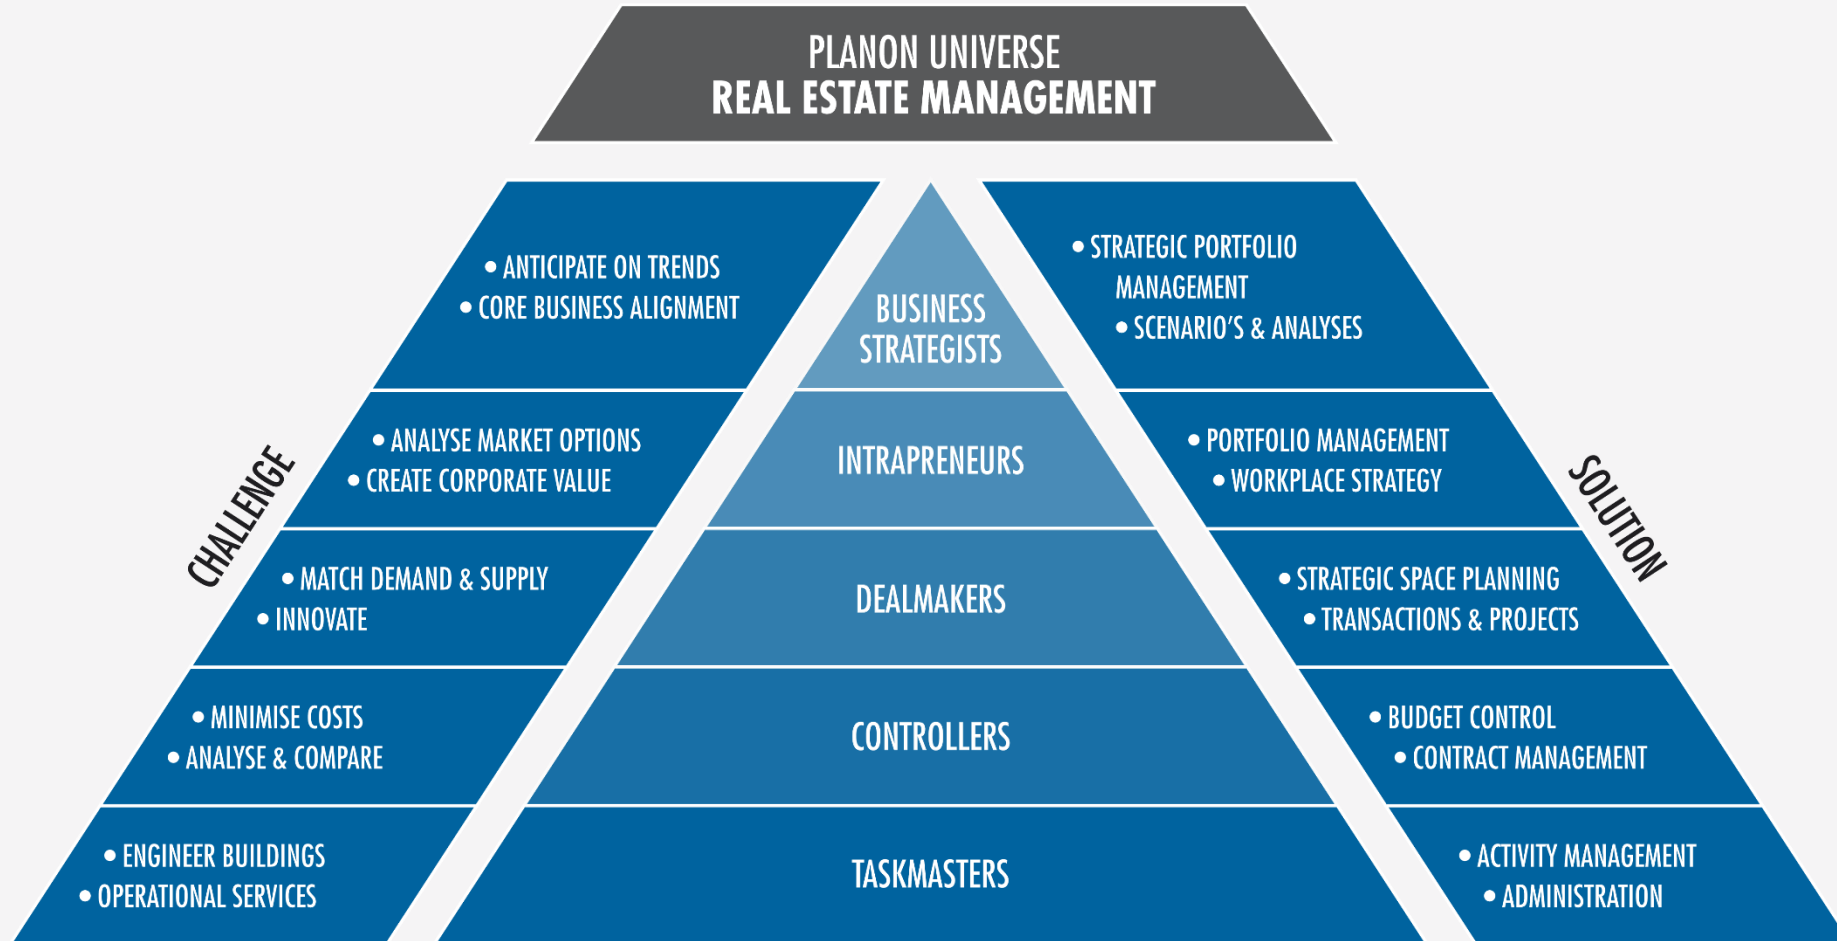 PLANON UNIVERSE
REAL ESTATE MANAGEMENT
CHALLENGE
• ANTICIPATE ON TRENDS
• CORE BUSINESS ALIGNMENT
BUSINESS
STRATEGISTS
• STRATEGIC PORTFOLIO
MANAGEMENT
• SCENARIO'S & ANALYSES
• ANALYSE MARKET OPTIONS
• CREATE CORPORATE VALUE
INTRAPRENEURS
• PORTFOLIO MANAGEMENT
• WORKPLACE STRATEGY
SOLUTION
• MATCH DEMAND & SUPPLY
• INNOVATE
DEALMAKERS
• STRATEGIC SPACE PLANNING
• TRANSACTIONS & PROJECTS
• MINIMISE COSTS
• ANALYSE & COMPARE
CONTROLLERS
• BUDGET CONTROL
• CONTRACT MANAGEMENT
• ENGINEER BUILDINGS
• OPERATIONAL SERVICES
TASKMASTERS
• ACTIVITY MANAGEMENT
• ADMINISTRATION